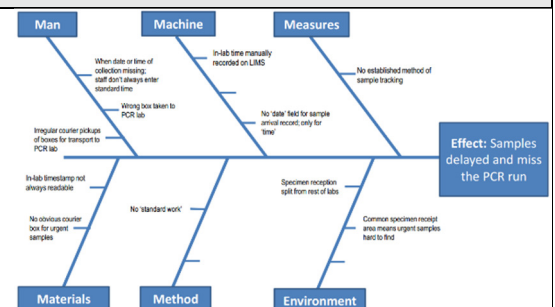 Man
Machine
Measures
When date or time of
collection missing;
staff don't always enter
standard time
Wrong box taken to
PCR lab
Irregular courier pickups
of boxes for transport to
PCR lab
In-lab time manually
recorded on LIMS
No 'date' field for sample
arrival record; only for
'time'
No established method of
sample tracking
Effect: Samples
delayed and miss
the PCR run
In-lab timestamp not
always readable
No obvious courier
box for urgent
samples
No 'standard work'
Specimen reception
split from rest of labs
Common specimen receipt
area means urgent samples
hard to find
Materials
Method
Environment